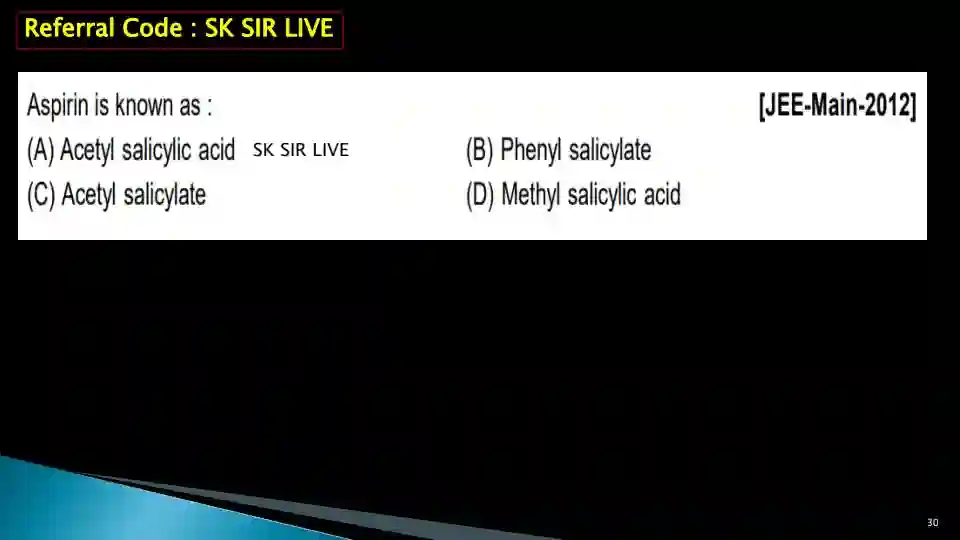 Referral Code : SK SIR LIVE
Aspirin is known as : [JEE-Main-2012]
(A) Acetyl salicylic acid SK SIR LIVE (B) Phenyl salicylate
(C) Acetyl salicylate (D) Methyl salicylic acid
30